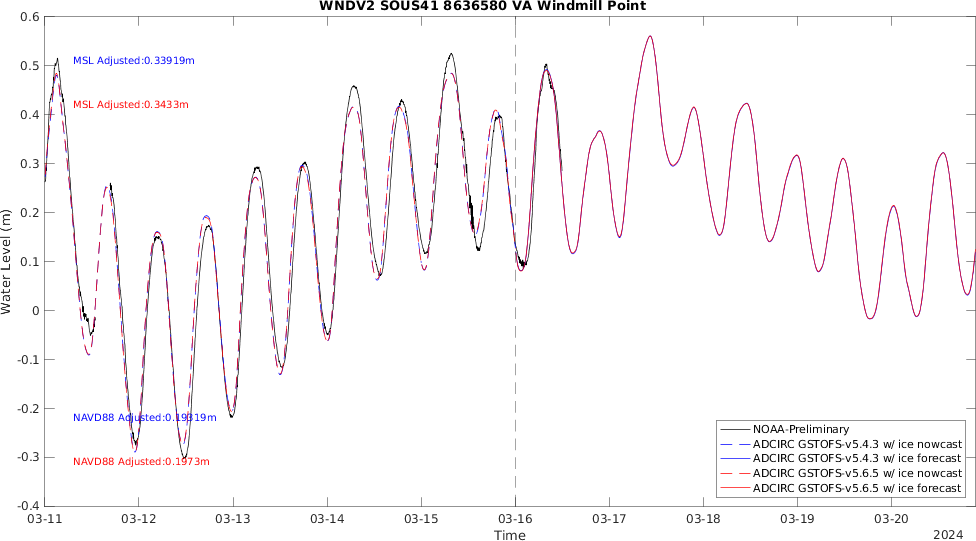 WNDV2 SOUS41 8636580 VA Windmill Point
0.6
0.5
0.4
0.3
0.2
0.1
0
-0.1
-0.2
-0.3
-0.4
Water Level (m)
MSL Adjusted:0.33919m
MSL Adjusted:0.3433m
NAVD88 Adjusted:0.19319m
NAVD88 Adjusted:0.1973m
NOAA-Preliminary
ADCIRC GSTOFS-v5.4.3 w/ ice nowcast
ADCIRC GSTOFS-v5.4.3 w/ ice forecast
ADCIRC GSTOFS-v5.6.5 w/ ice nowcast
ADCIRC GSTOFS-v5.6.5 w/ ice forecast
03-11 03-12 03-13 03-14 03-15 03-16 03-17 03-18 03-19 03-20
Time
2024